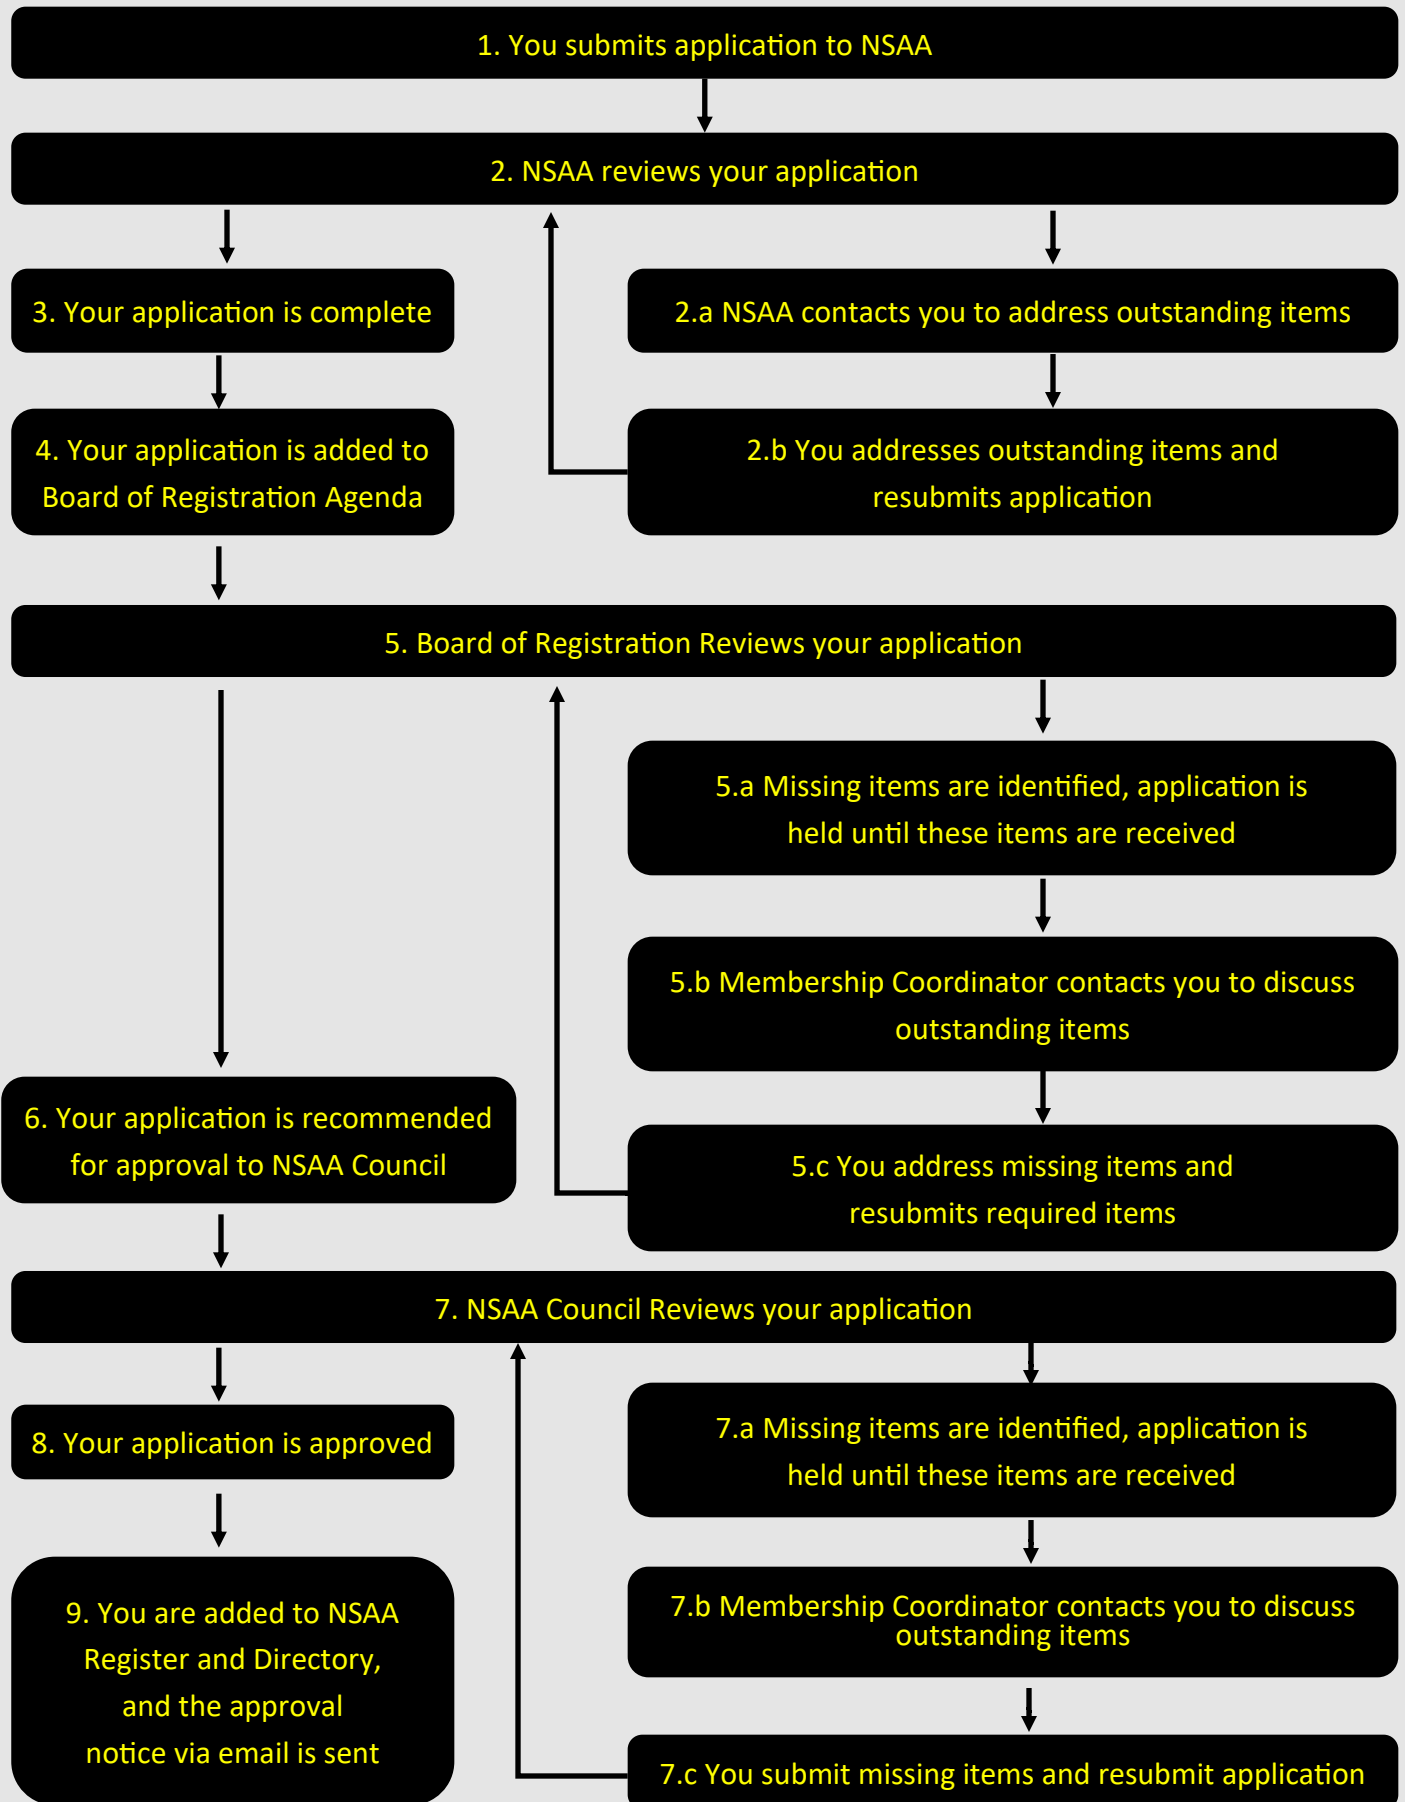 1. You submits application to NSAA
2. NSAA reviews your application
3. Your application is complete
2.a NSAA contacts you to address outstanding items
4. Your application is added to
Board of Registration Agenda
2.b You addresses outstanding items and
resubmits application
5. Board of Registration Reviews your application
5.a Missing items are identified, application is
held until these items are received
5.b Membership Coordinator contacts you to discuss
outstanding items
6. Your application is recommended
for approval to NSAA Council
5.c You address missing items and
resubmits required items
7. NSAA Council Reviews your application
8. Your application is approved
7.a Missing items are identified, application is
held until these items are received
9. You are added to NSAA
Register and Directory,
and the approval
notice via email is sent
7.b Membership Coordinator contacts you to discuss
outstanding items
7.c You submit missing items and resubmit application